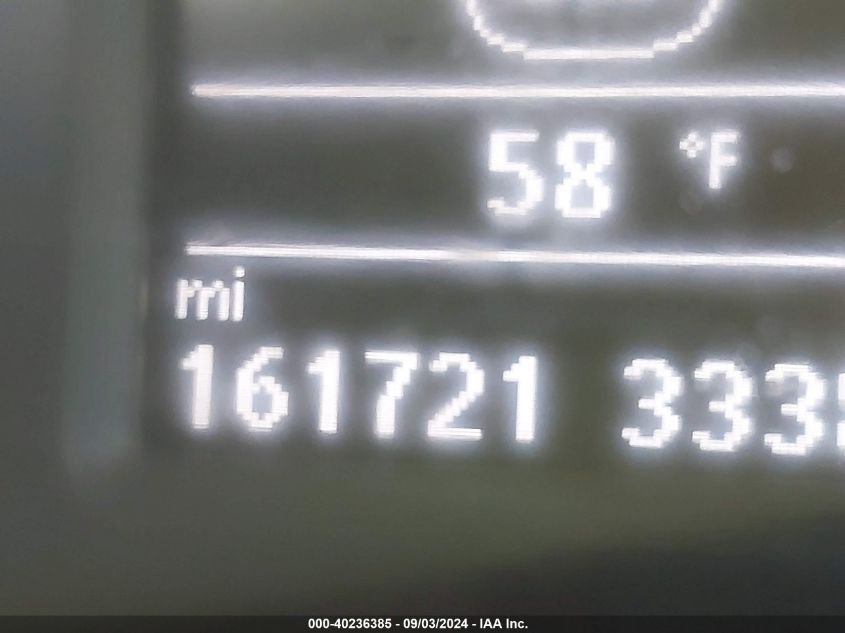 58 °F
mi
161721 333
000-40236385 - 09/03/2024 - IAA Inc.